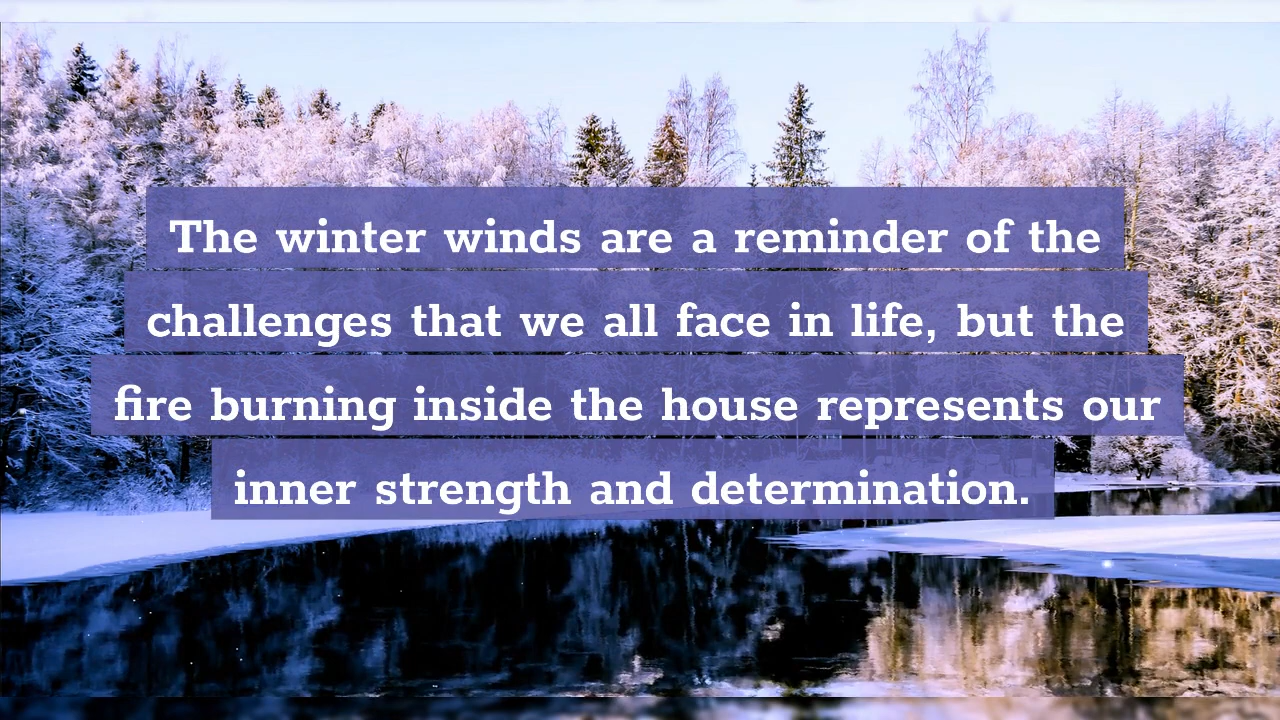 The winter winds are a reminder of the
challenges that we all face in life, but the
fire burning inside the house represents our
inner strength and determination.